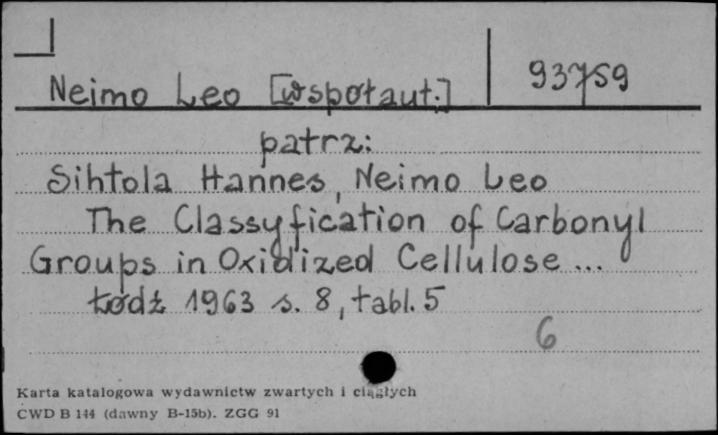 Neimo Leo [współaut.] 93759
patrz:
Sihtola Hannes, Neimo Leo
The Classyfication of Carbonyl
Groups in Oxidized Cellulose...
Łódź 1963 s. 8, tabl. 5
6
Karta katalogowa wydawnictw zwartych i ciągłych
CWD B 144 (dawny B-15b). ZGG 91